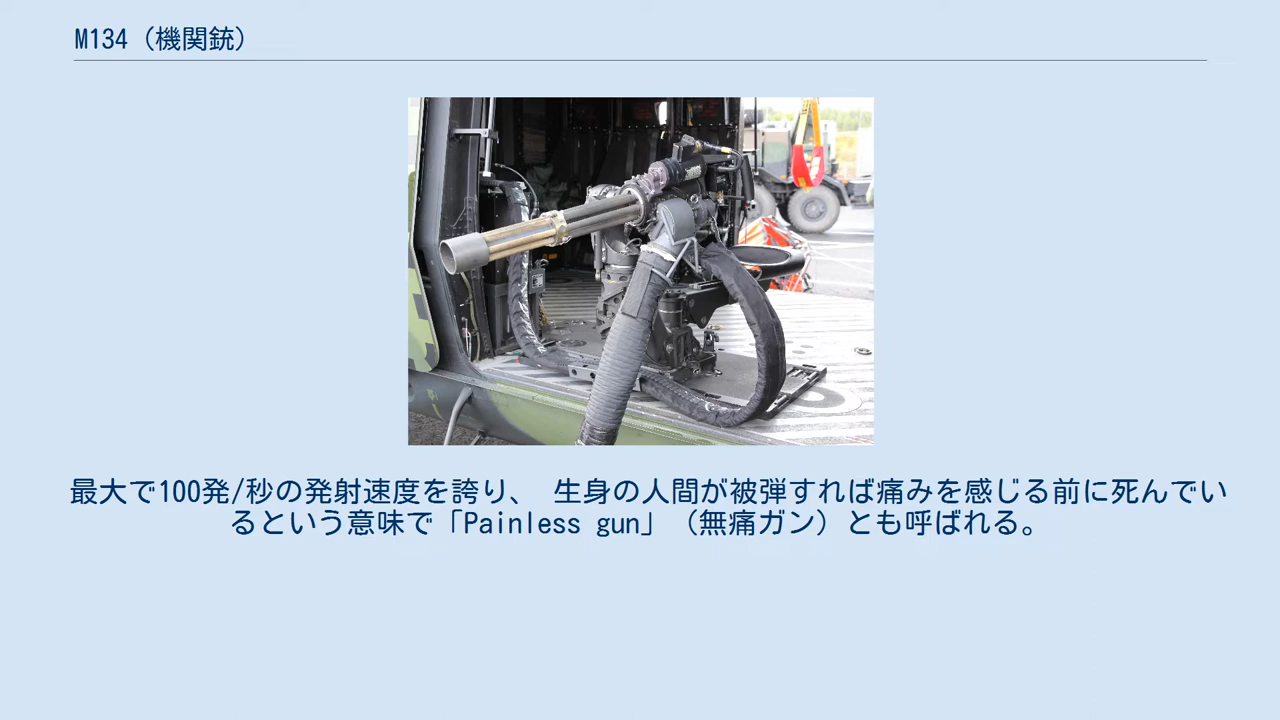 M134（機関銃）
最大で100発/秒の発射速度を誇り、 生身の人間が被弾すれば痛みを感じる前に死んでい
るという意味で「Painless gun」（無痛ガン）とも呼ばれる。